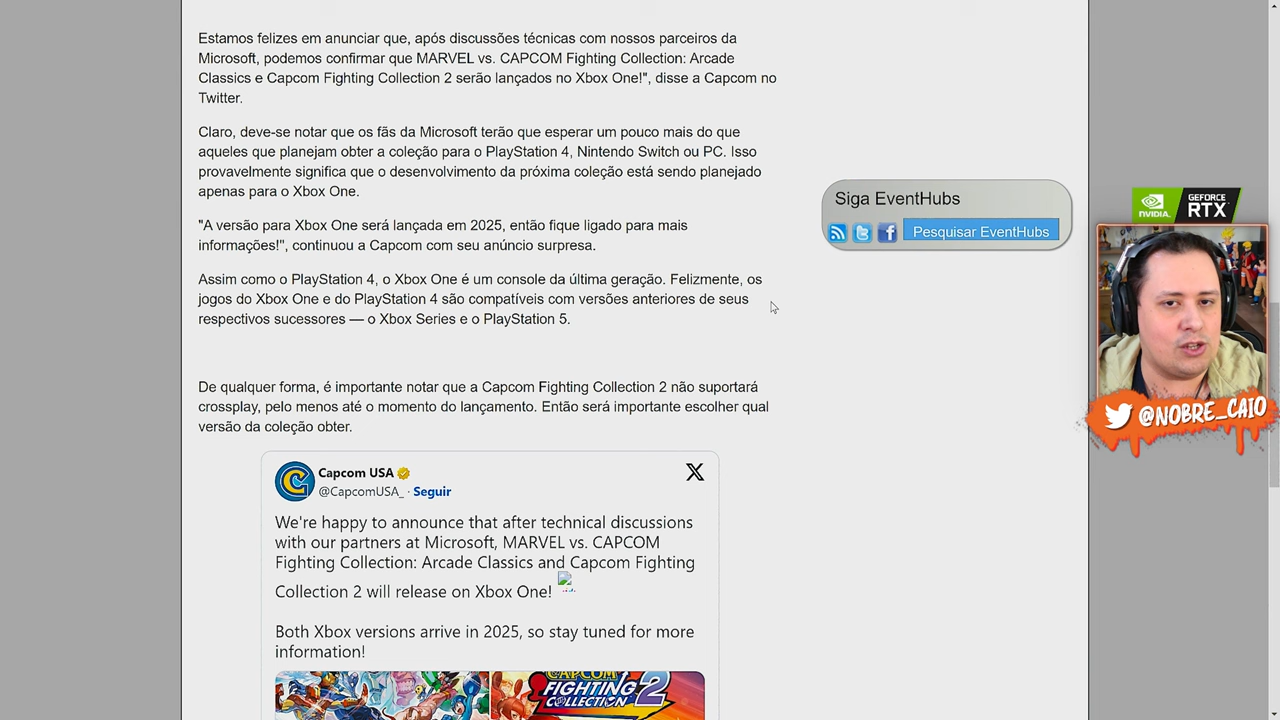 Estamos felizes em anunciar que, após discussões técnicas com nossos parceiros da
Microsoft, podemos confirmar que MARVEL vs. CAPCOM Fighting Collection: Arcade
Classics e Capcom Fighting Collection 2 serão lançados no Xbox One!", disse a Capcom no
Twitter.
Claro, deve-se notar que os fãs da Microsoft terão que esperar um pouco mais do que
aqueles que planejam obter a coleção para o PlayStation 4, Nintendo Switch ou PC. Isso
provavelmente significa que o desenvolvimento da próxima coleção está sendo planejado
apenas para o Xbox One.
"A versão para Xbox One será lançada em 2025, então fique ligado para mais
informações!", continuou a Capcom com seu anúncio surpresa.
Assim como o PlayStation 4, o Xbox One é um console da última geração. Felizmente, os
jogos do Xbox One e do PlayStation 4 são compatíveis com versões anteriores de seus
respectivos sucessores — o Xbox Series e o PlayStation 5.
De qualquer forma, é importante notar que a Capcom Fighting Collection 2 não suportará
crossplay, pelo menos até o momento do lançamento. Então será importante escolher qual
versão da coleção obter.
Capcom USA
@CapcomUSA_ · Seguir
We're happy to announce that after technical discussions
with our partners at Microsoft, MARVEL vs. CAPCOM
Fighting Collection: Arcade Classics and Capcom Fighting
Collection 2 will release on Xbox One!
Both Xbox versions arrive in 2025, so stay tuned for more
information!
CAPCOM
FIGHTING
COLLECTION 2
Siga EventHubs
Pesquisar EventHubs
NVIDIA.
GEFORCE
RTX
@NOBRE_CAIO